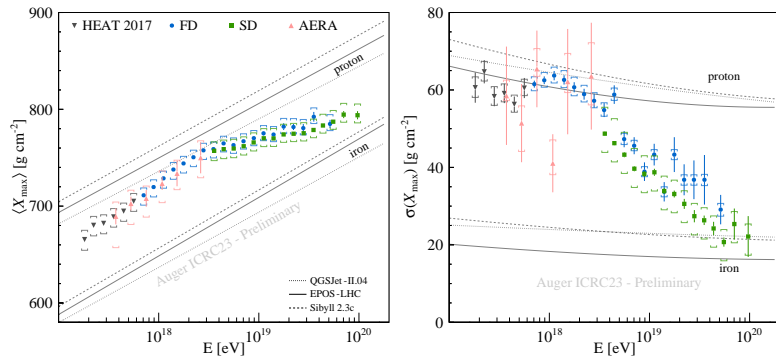 HEAT 2017 FD SD AERA
900
800
700
600
⟨Xmax⟩ [g cm⁻²]
proton
iron
Auger ICRC23 - Preliminary
QGSJet-II.04
EPOS-LHC
Sibyll 2.3c
10¹⁸ 10¹⁹ 10²⁰
E [eV]
80
60
40
20
0
σ(Xmax) [g cm⁻²]
proton
iron
Auger ICRC23 - Preliminary
10¹⁸ 10¹⁹ 10²⁰
E [eV]